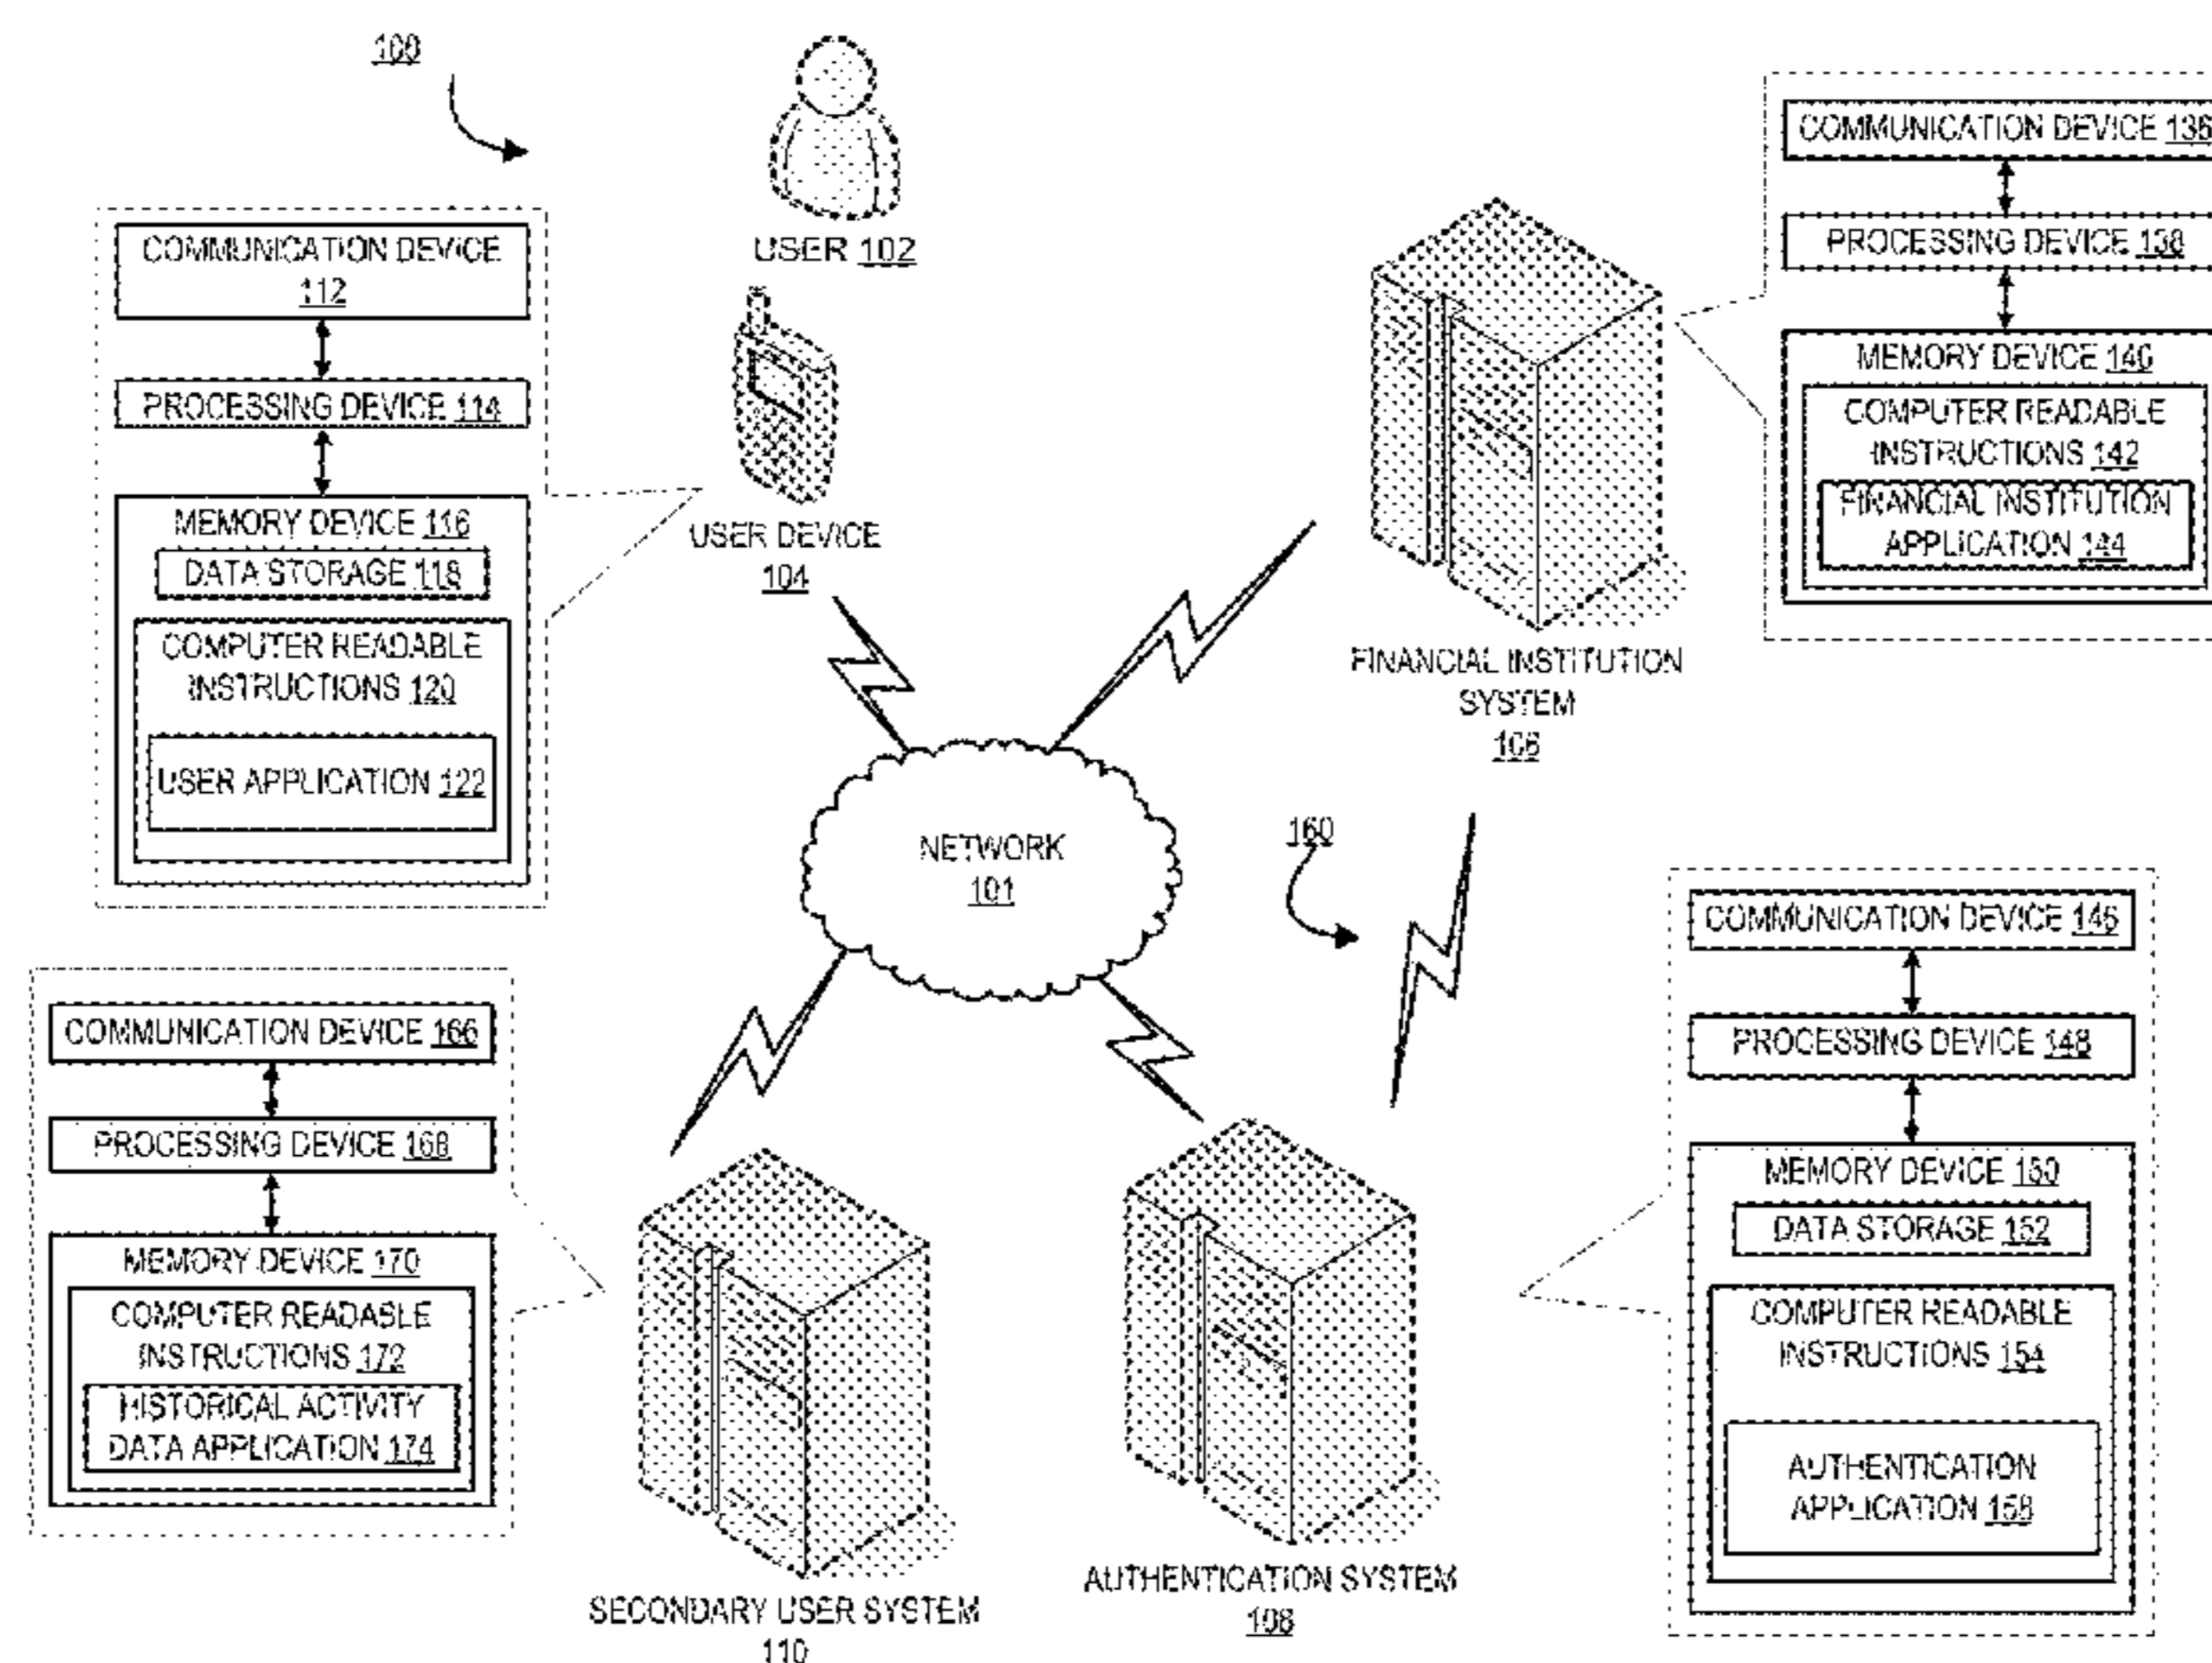 100
USER 102
COMMUNICATION DEVICE
112
PROCESSING DEVICE 114
MEMORY DEVICE 116
DATA STORAGE 118
COMPUTER READABLE
INSTRUCTIONS 120
USER APPLICATION 122
USER DEVICE
104
COMMUNICATION DEVICE 136
PROCESSING DEVICE 138
MEMORY DEVICE 140
COMPUTER READABLE
INSTRUCTIONS 142
FINANCIAL INSTITUTION
APPLICATION 144
FINANCIAL INSTITUTION
SYSTEM
106
NETWORK
101
160
COMMUNICATION DEVICE 166
PROCESSING DEVICE 168
MEMORY DEVICE 170
COMPUTER READABLE
INSTRUCTIONS 172
HISTORICAL ACTIVITY
DATA APPLICATION 174
SECONDARY USER SYSTEM
110
AUTHENTICATION SYSTEM
108
COMMUNICATION DEVICE 146
PROCESSING DEVICE 148
MEMORY DEVICE 150
DATA STORAGE 152
COMPUTER READABLE
INSTRUCTIONS 154
AUTHENTICATION
APPLICATION 158